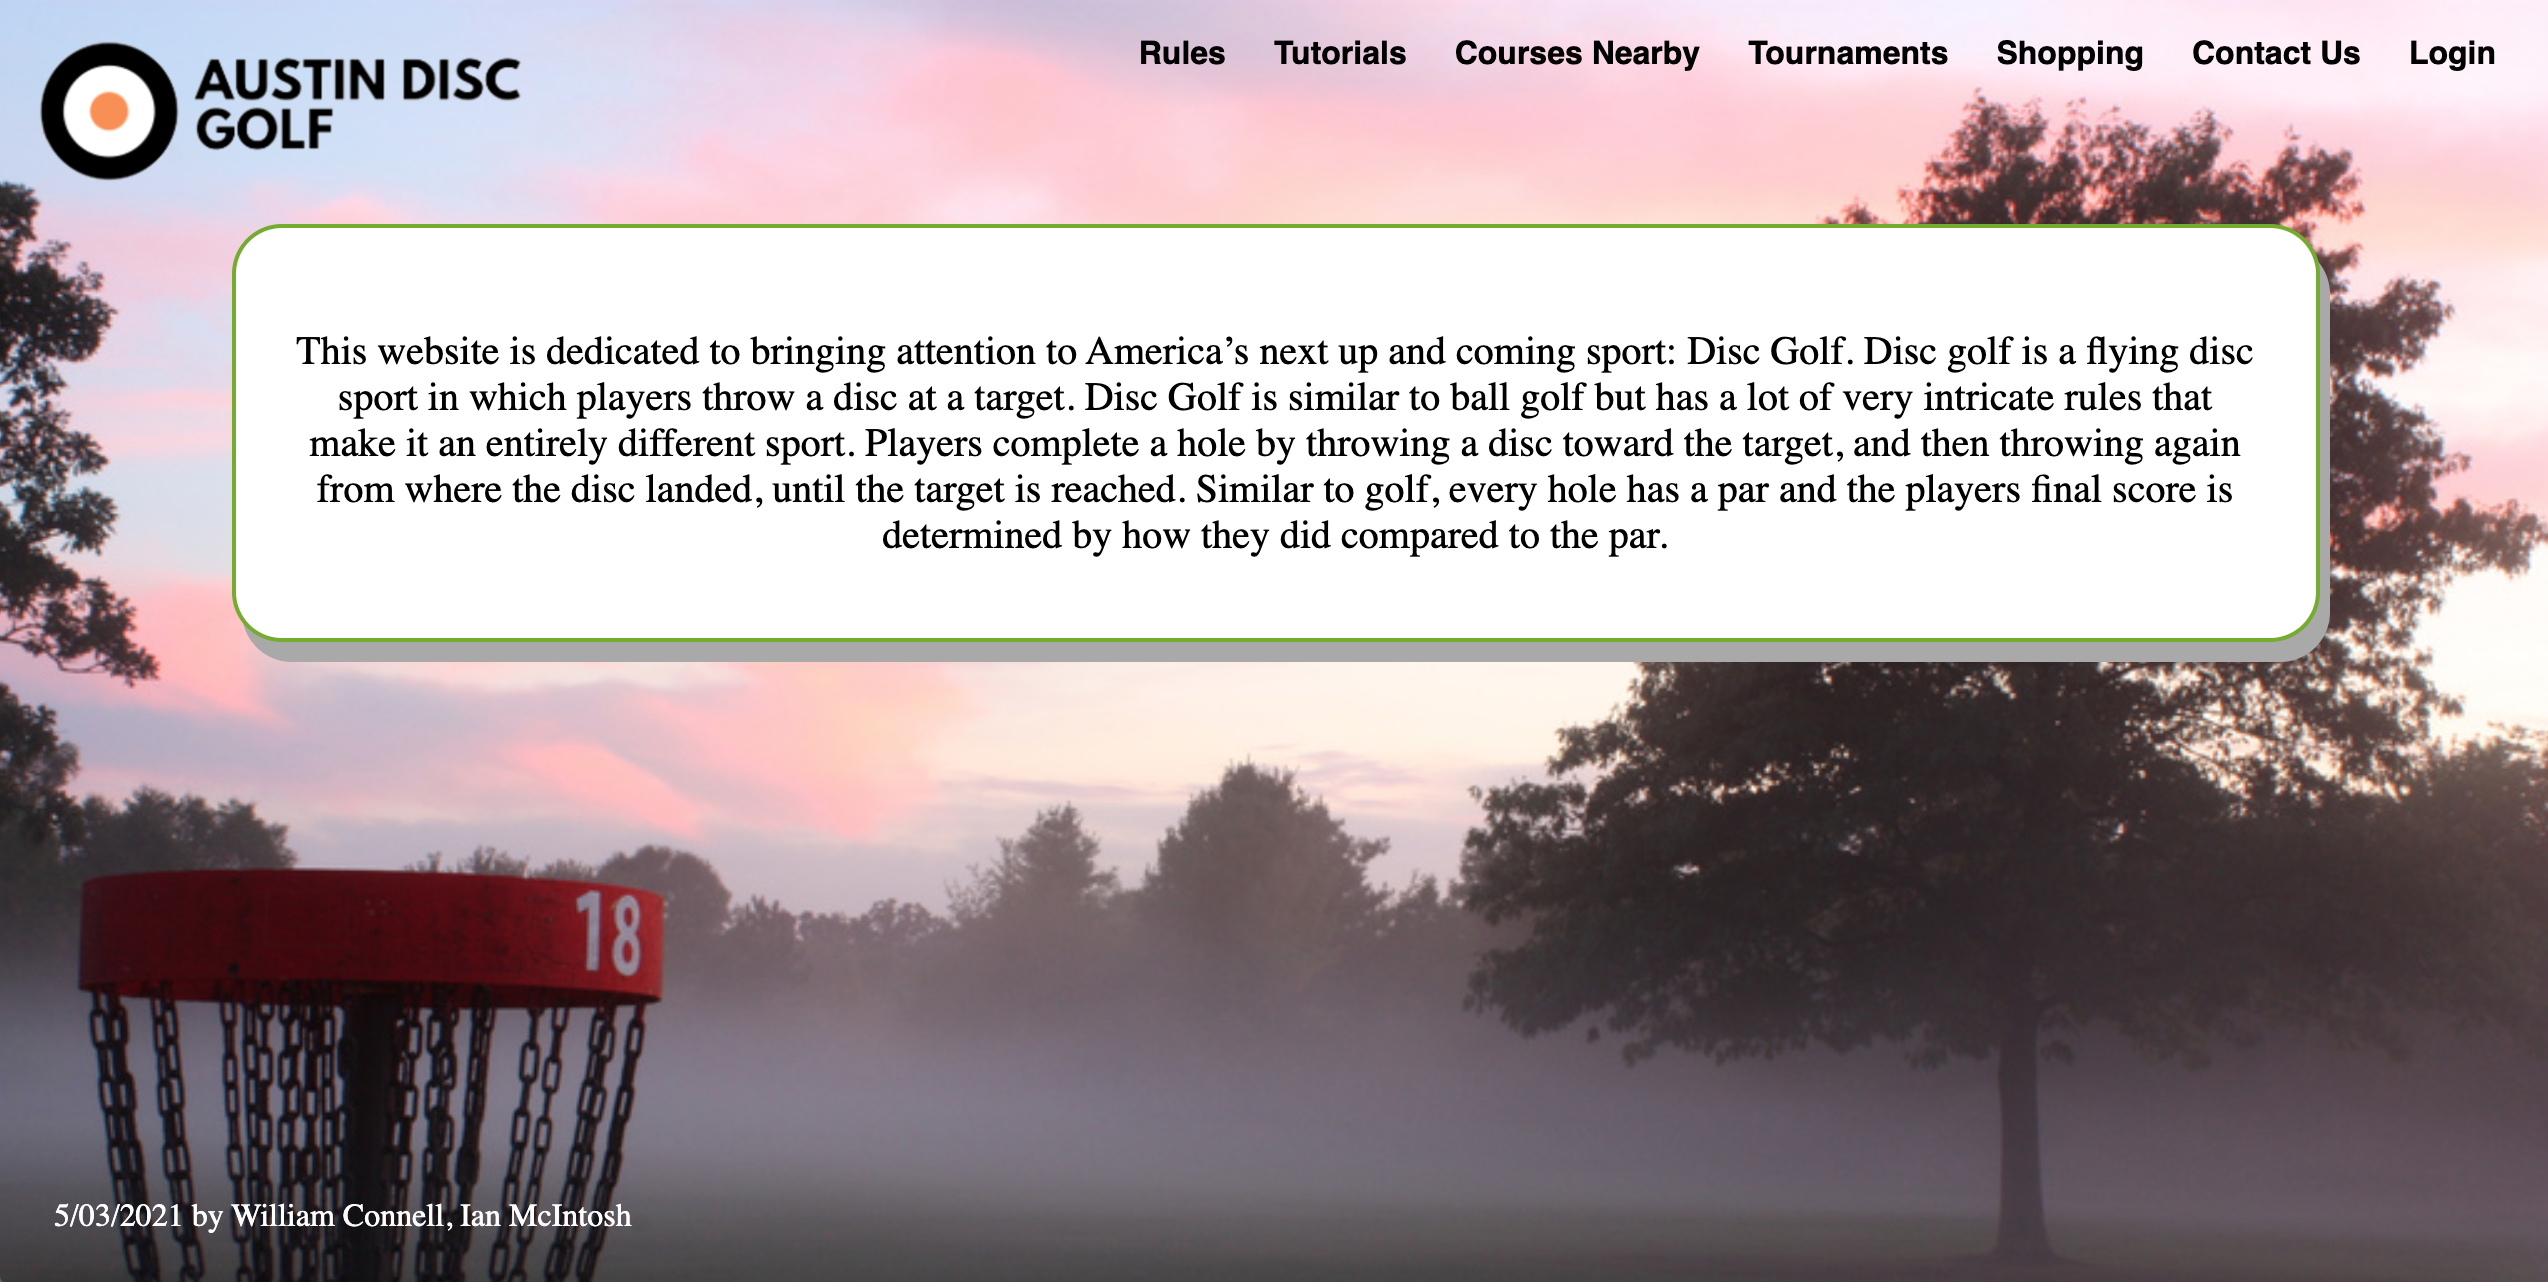 AUSTIN DISC
GOLF
Rules Tutorials Courses Nearby Tournaments Shopping Contact Us Login
This website is dedicated to bringing attention to America’s next up and coming sport: Disc Golf. Disc golf is a flying disc
sport in which players throw a disc at a target. Disc Golf is similar to ball golf but has a lot of very intricate rules that
make it an entirely different sport. Players complete a hole by throwing a disc toward the target, and then throwing again
from where the disc landed, until the target is reached. Similar to golf, every hole has a par and the players final score is
determined by how they did compared to the par.
18
5/03/2021 by William Connell, Ian McIntosh